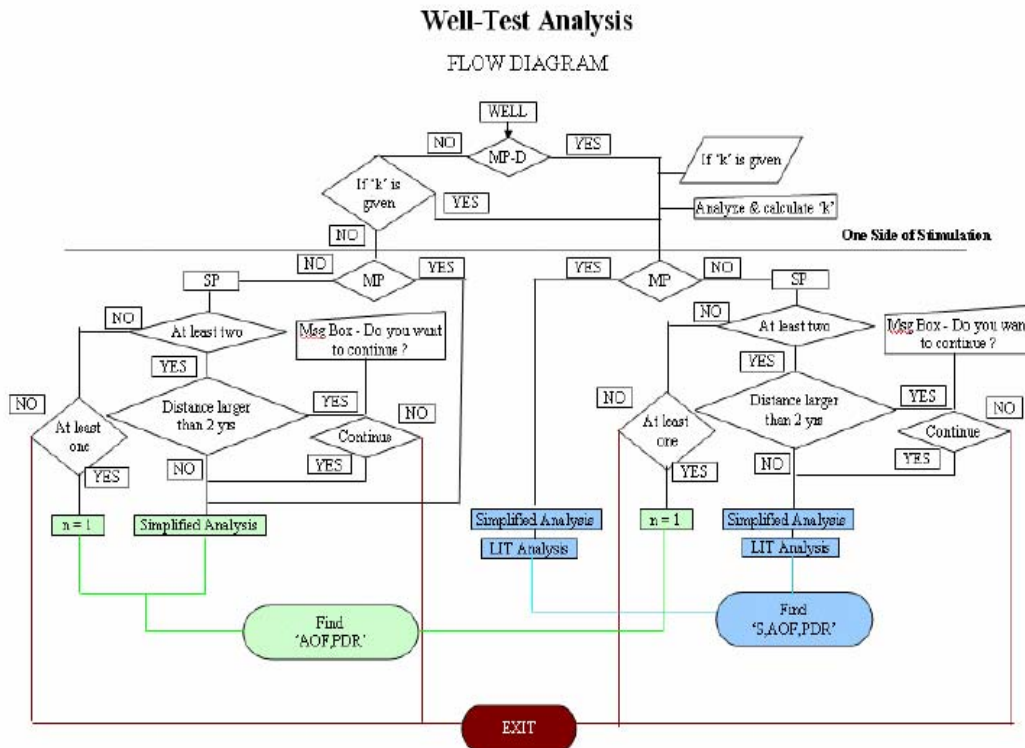 Well-Test Analysis
FLOW DIAGRAM
WELL
NO
YES
MP-D
If 'k' is given
If 'k' is
given
YES
Analyze & calculate 'k'
NO
One Side of Stimulation
NO
MP
YES
YES
MP
NO
SP
SP
NO
At least two
Msg Box - Do you want
to continue ?
NO
At least two
Msg Box - Do you want
to continue ?
YES
YES
NO
Distance larger
than 2 yrs
YES
NO
At least
one
Continue
NO
Distance larger
than 2 yrs
YES
NO
At least
one
Continue
YES
NO
YES
YES
NO
YES
n = 1
Simplified Analysis
Simplified Analysis
LIT Analysis
n = 1
Simplified Analysis
LIT Analysis
Find
'AOF,PDR'
Find
'S,AOF,PDR'
EXIT